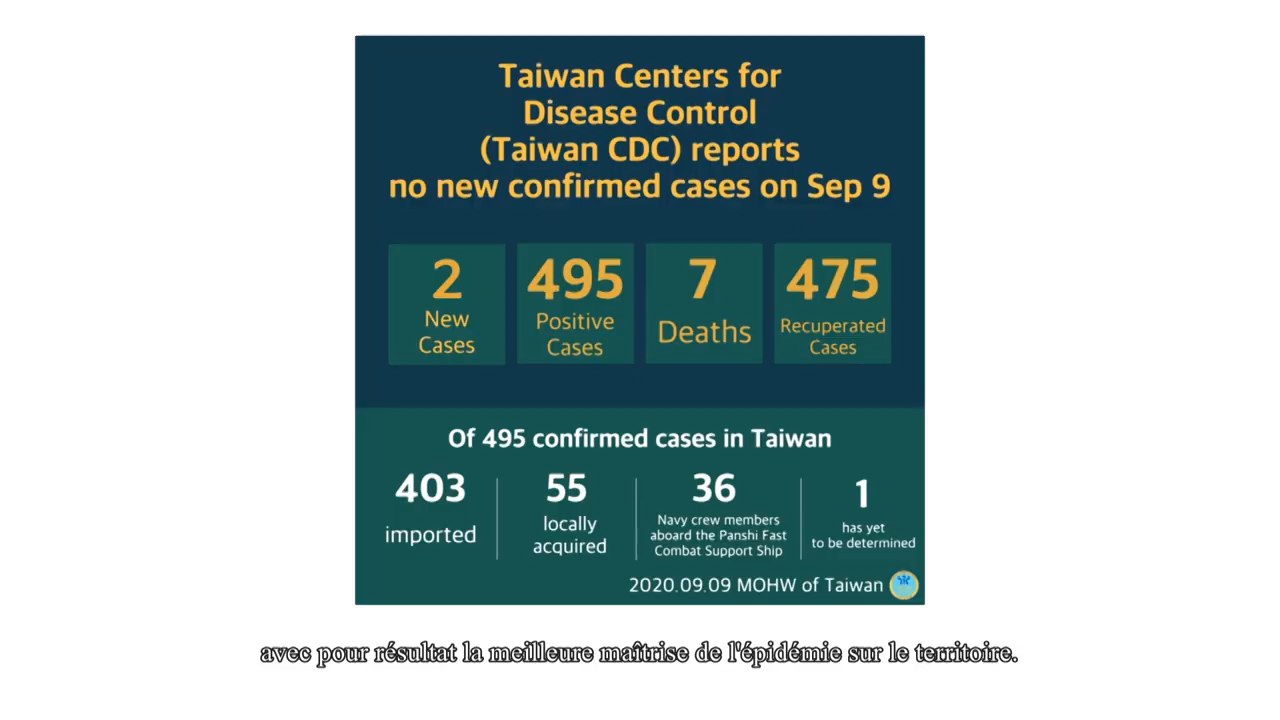 Taiwan Centers for
Disease Control
(Taiwan CDC) reports
no new confirmed cases on Sep 9
2
New
Cases
495
Positive
Cases
7
Deaths
475
Recuperated
Cases
Of 495 confirmed cases in Taiwan
403
imported
55
locally
acquired
36
Navy crew members
aboard the Panshi Fast
Combat Support Ship
1
has yet
to be determined
2020.09.09 MOHW of Taiwan
avec pour résultat la meilleure maîtrise de l'épidémie sur le territoire.